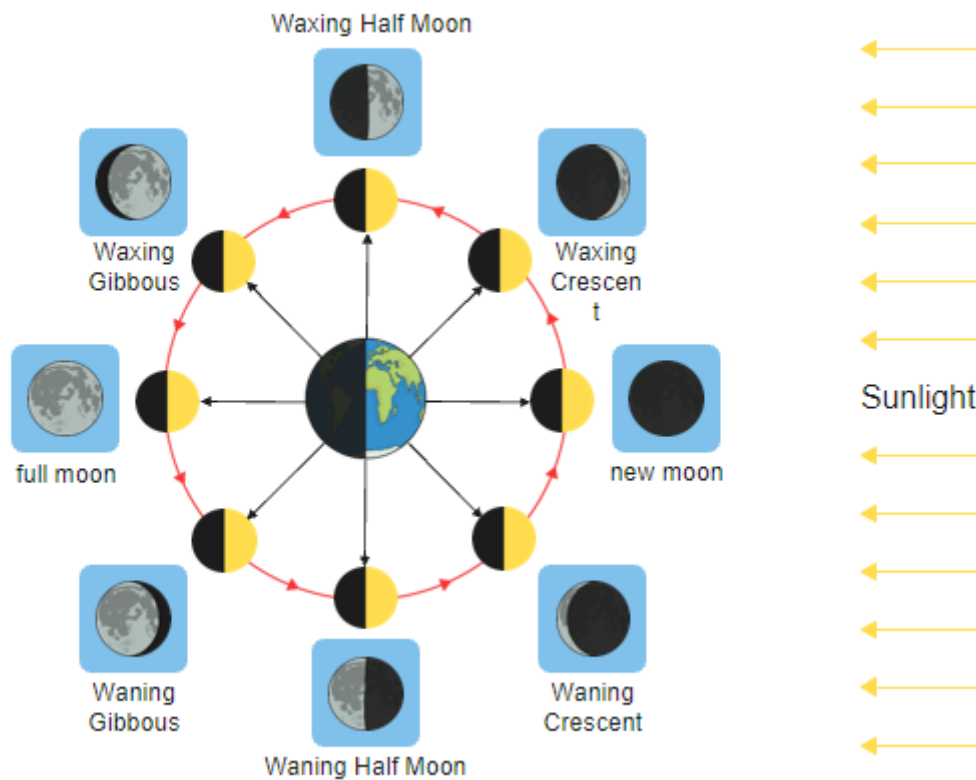 Waxing Half Moon
Waxing
Gibbous
Waxing
Crescen
t
full moon
new moon
Sunlight
Waning
Gibbous
Waning
Crescent
Waning Half Moon